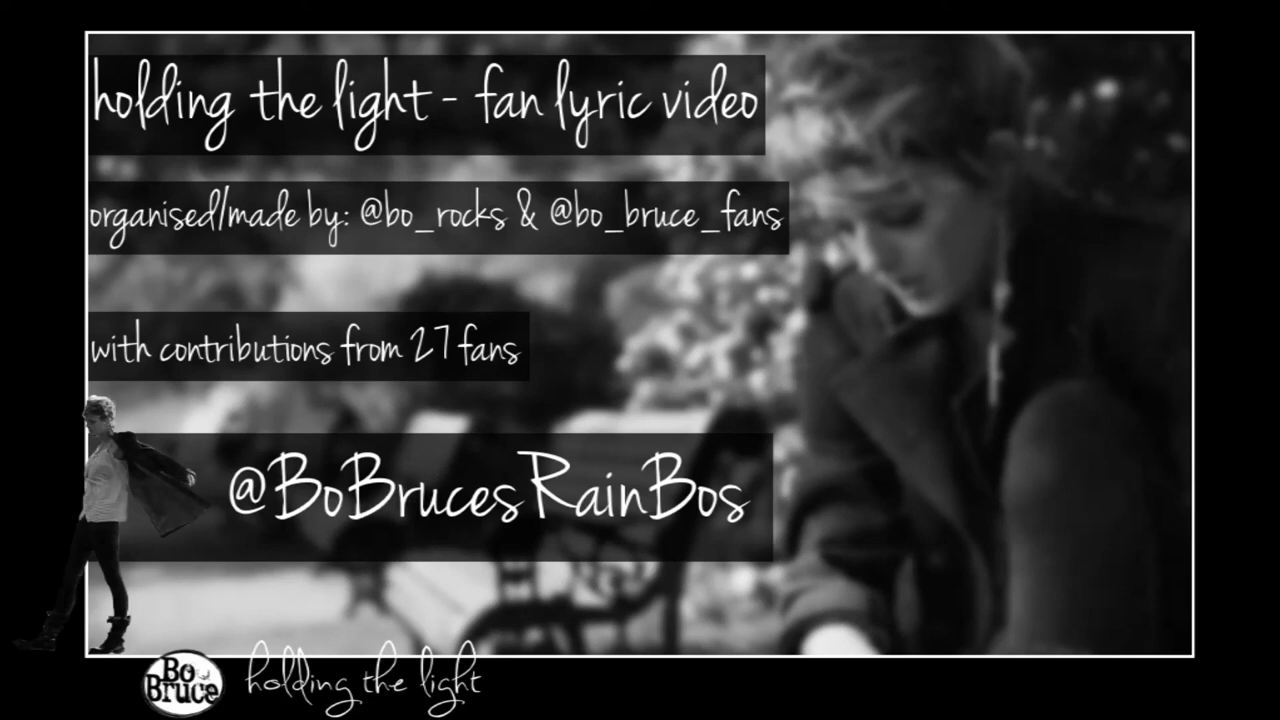 holding the light - fan lyric video
organised/made by: @bo_rocks & @bo_bruce_fans
with contributions from 27 fans
@BoBrucesRainBos
Bo
Bruce
holding the light